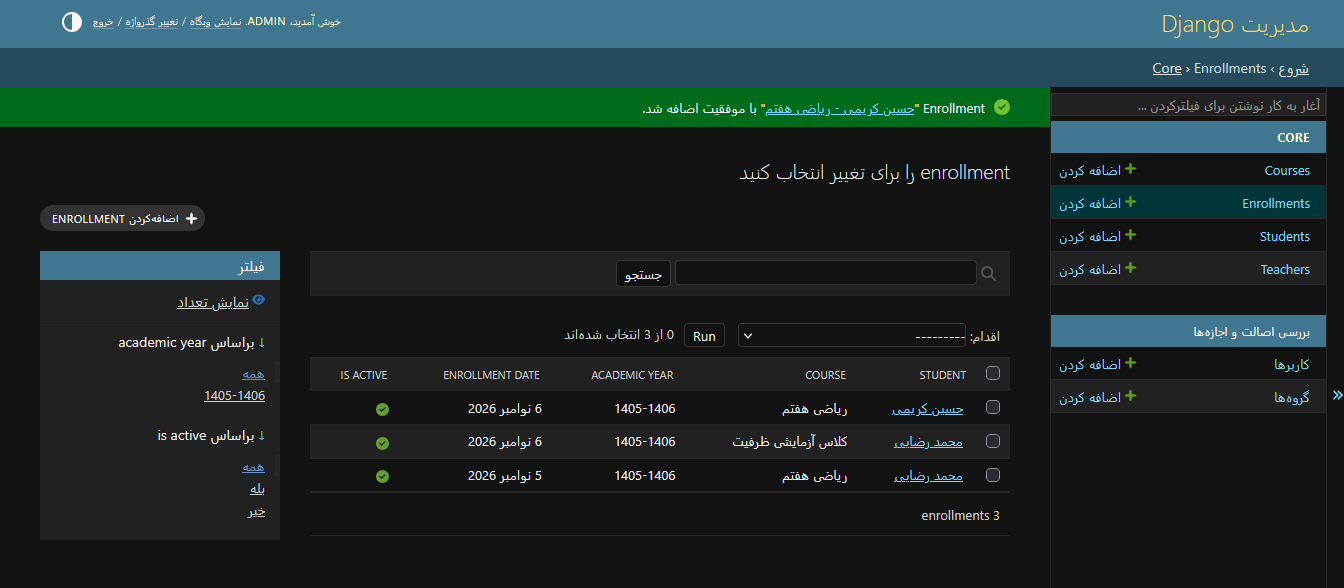 مدیریت Django
خوش آمدید، ADMIN. نمایش وبگاه / تغییر گذرواژه / خروج
شروع › Core › Enrollments
آغاز به کار نوشتن برای فیلترکردن ...
CORE
Courses اضافه کردن
Enrollments اضافه کردن
Students اضافه کردن
Teachers اضافه کردن
بررسی اصالت و اجازه‌ها
کاربرها اضافه کردن
گروه‌ها اضافه کردن
»
Enrollment "حسین کریمی - ریاضی هفتم" با موفقیت اضافه شد.
enrollment را برای تغییر انتخاب کنید
اضافه‌کردن ENROLLMENT
جستجو
اقدام: --------- Run 0 از 3 انتخاب شده‌اند
STUDENT COURSE ACADEMIC YEAR ENROLLMENT DATE IS ACTIVE
حسین کریمی ریاضی هفتم 1405-1406 6 نوامبر 2026
محمد رضایی کلاس آزمایشی ظرفیت 1405-1406 6 نوامبر 2026
محمد رضایی ریاضی هفتم 1405-1406 5 نوامبر 2026
3 enrollments
فیلتر
نمایش تعداد
↓ براساس academic year
همه
1405-1406
↓ براساس is active
همه
بله
خیر